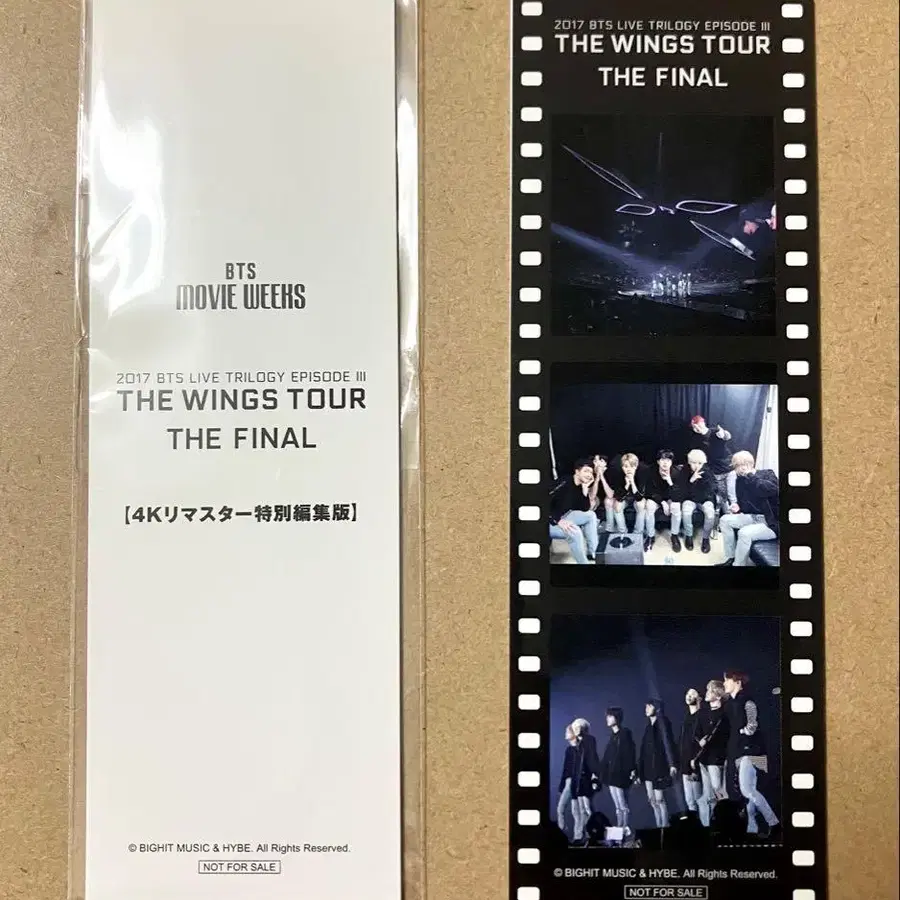 BTS
MOVIE WEEKS
2017 BTS LIVE TRILOGY EPISODE III
THE WINGS TOUR
THE FINAL
【4Kリマスター特別編集版】
© BIGHIT MUSIC & HYBE. All Rights Reserved.
NOT FOR SALE
2017 BTS LIVE TRILOGY EPISODE III
THE WINGS TOUR
THE FINAL
© BIGHIT MUSIC & HYBE. All Rights Reserved.
NOT FOR SALE